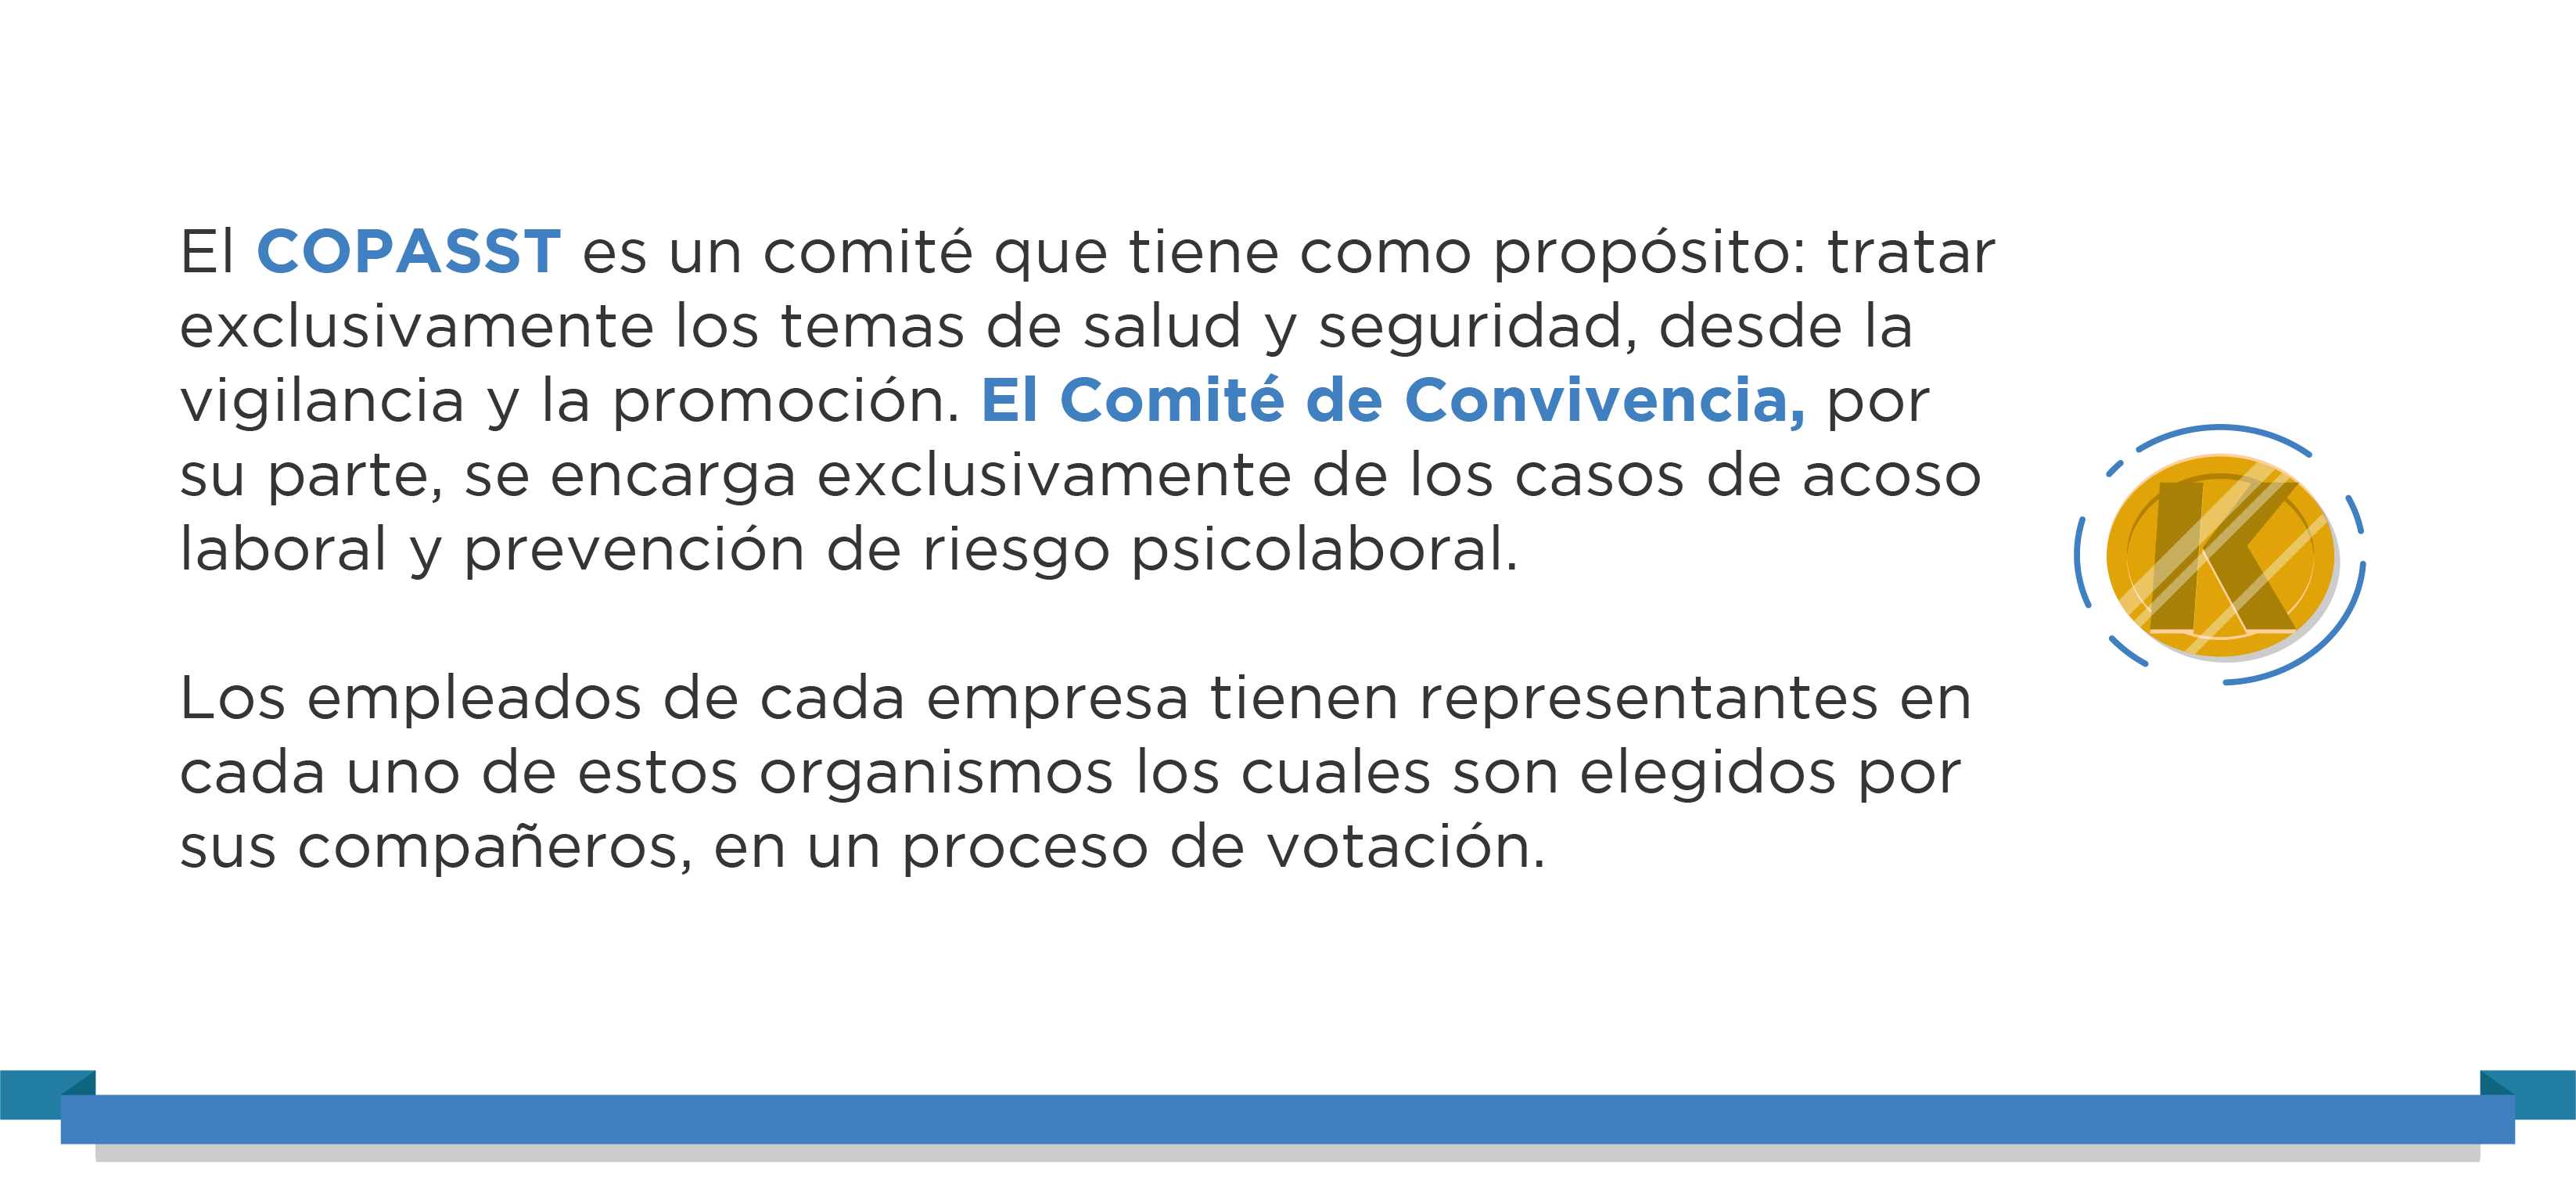 El COPASST es un comité que tiene como propósito: tratar
exclusivamente los temas de salud y seguridad, desde la
vigilancia y la promoción. El Comité de Convivencia, por
su parte, se encarga exclusivamente de los casos de acoso
laboral y prevención de riesgo psicolaboral.
Los empleados de cada empresa tienen representantes en
cada uno de estos organismos los cuales son elegidos por
sus compañeros, en un proceso de votación.
K